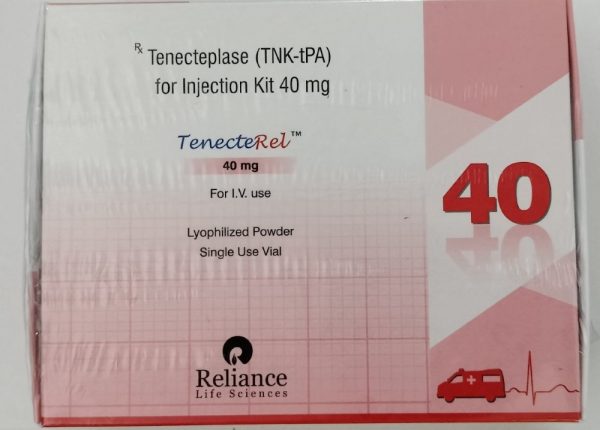 Rx Tenecteplase (TNK-tPA)
for Injection Kit 40 mg
TenecteRel™
40 mg
For I.V. use
Lyophilized Powder
Single Use Vial
40
Reliance
Life Sciences